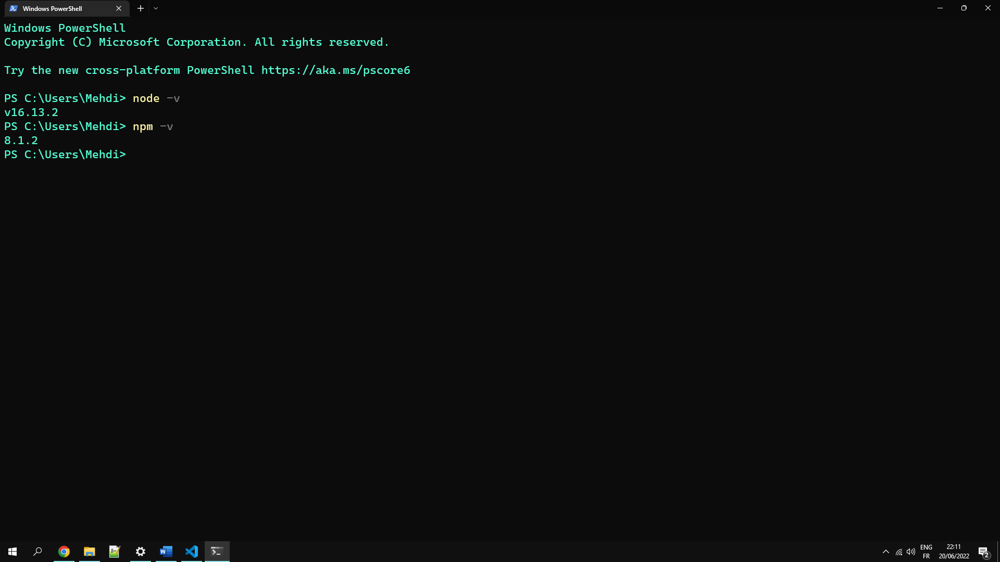 Windows PowerShell
Windows PowerShell
Copyright (C) Microsoft Corporation. All rights reserved.
Try the new cross-platform PowerShell https://aka.ms/pscore6
PS C:\Users\Mehdi> node -v
v16.13.2
PS C:\Users\Mehdi> npm -v
8.1.2
PS C:\Users\Mehdi>
ENG
FR
22:11
20/06/2022
2